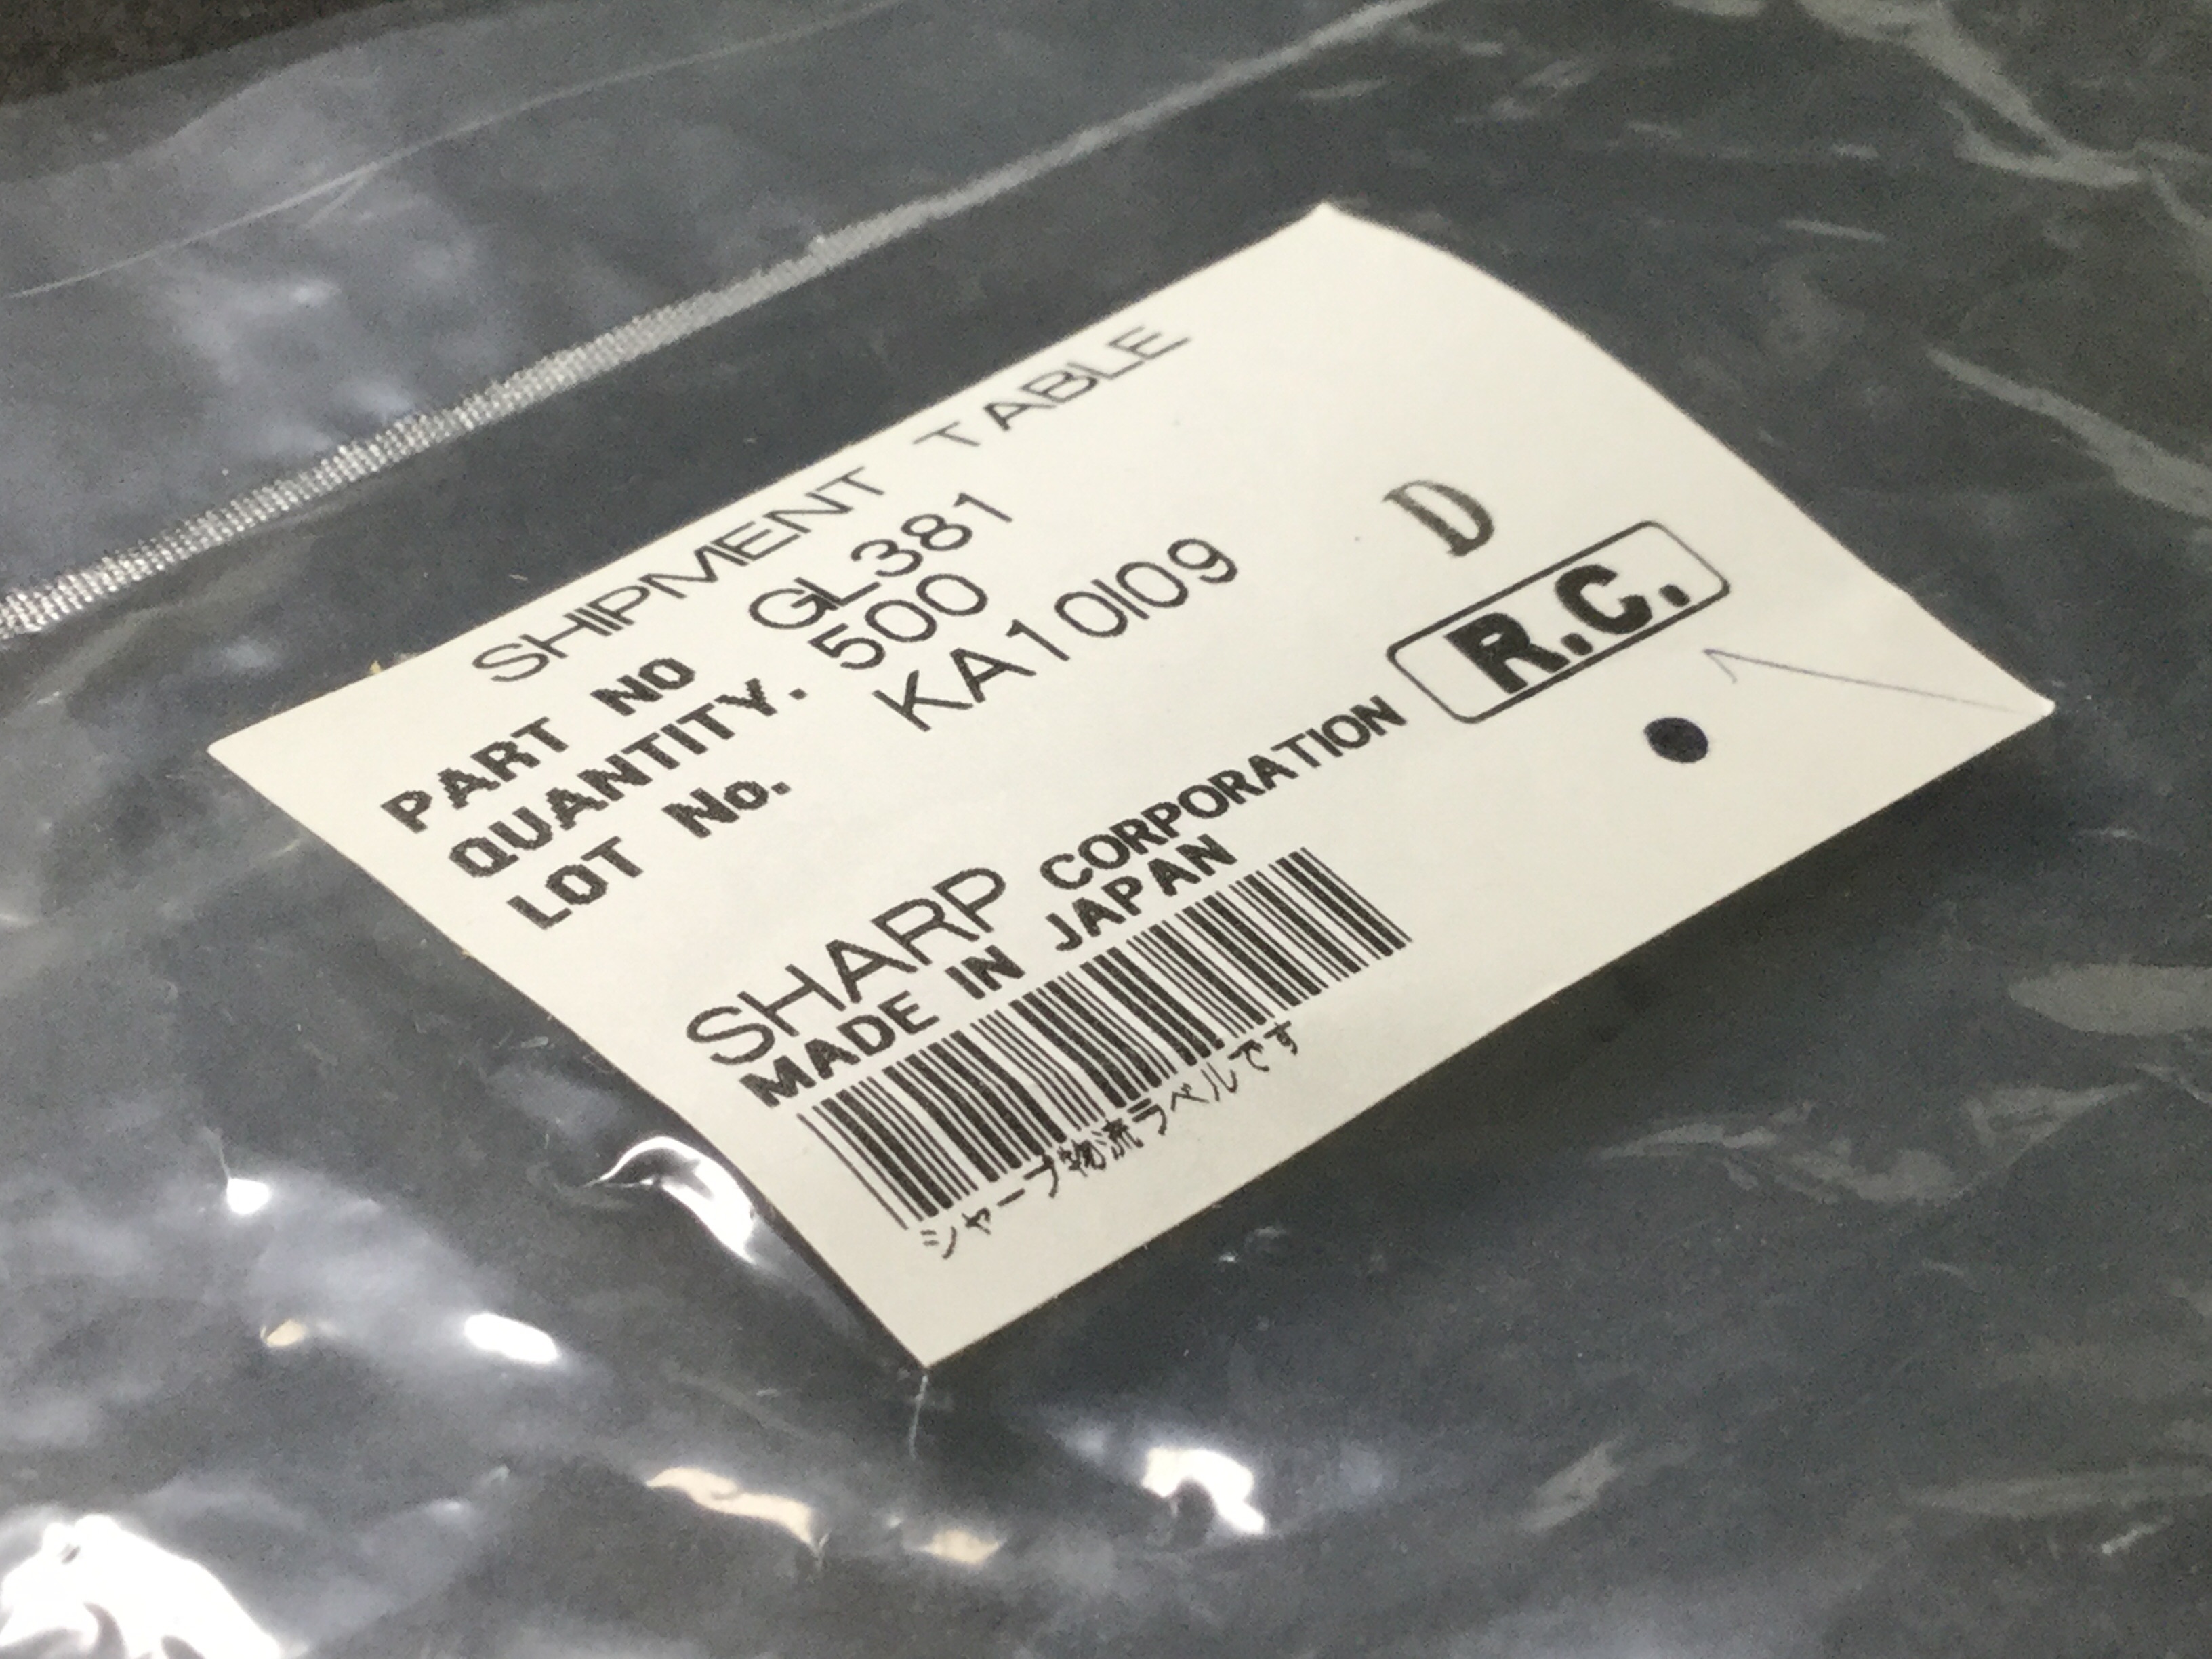 SHIPMENT TABLE
PART NO GL381
QUANTITY. 500
LOT No. KA10I09
D
R.C.
SHARP CORPORATION
MADE IN JAPAN
シャープ物流ラベルです